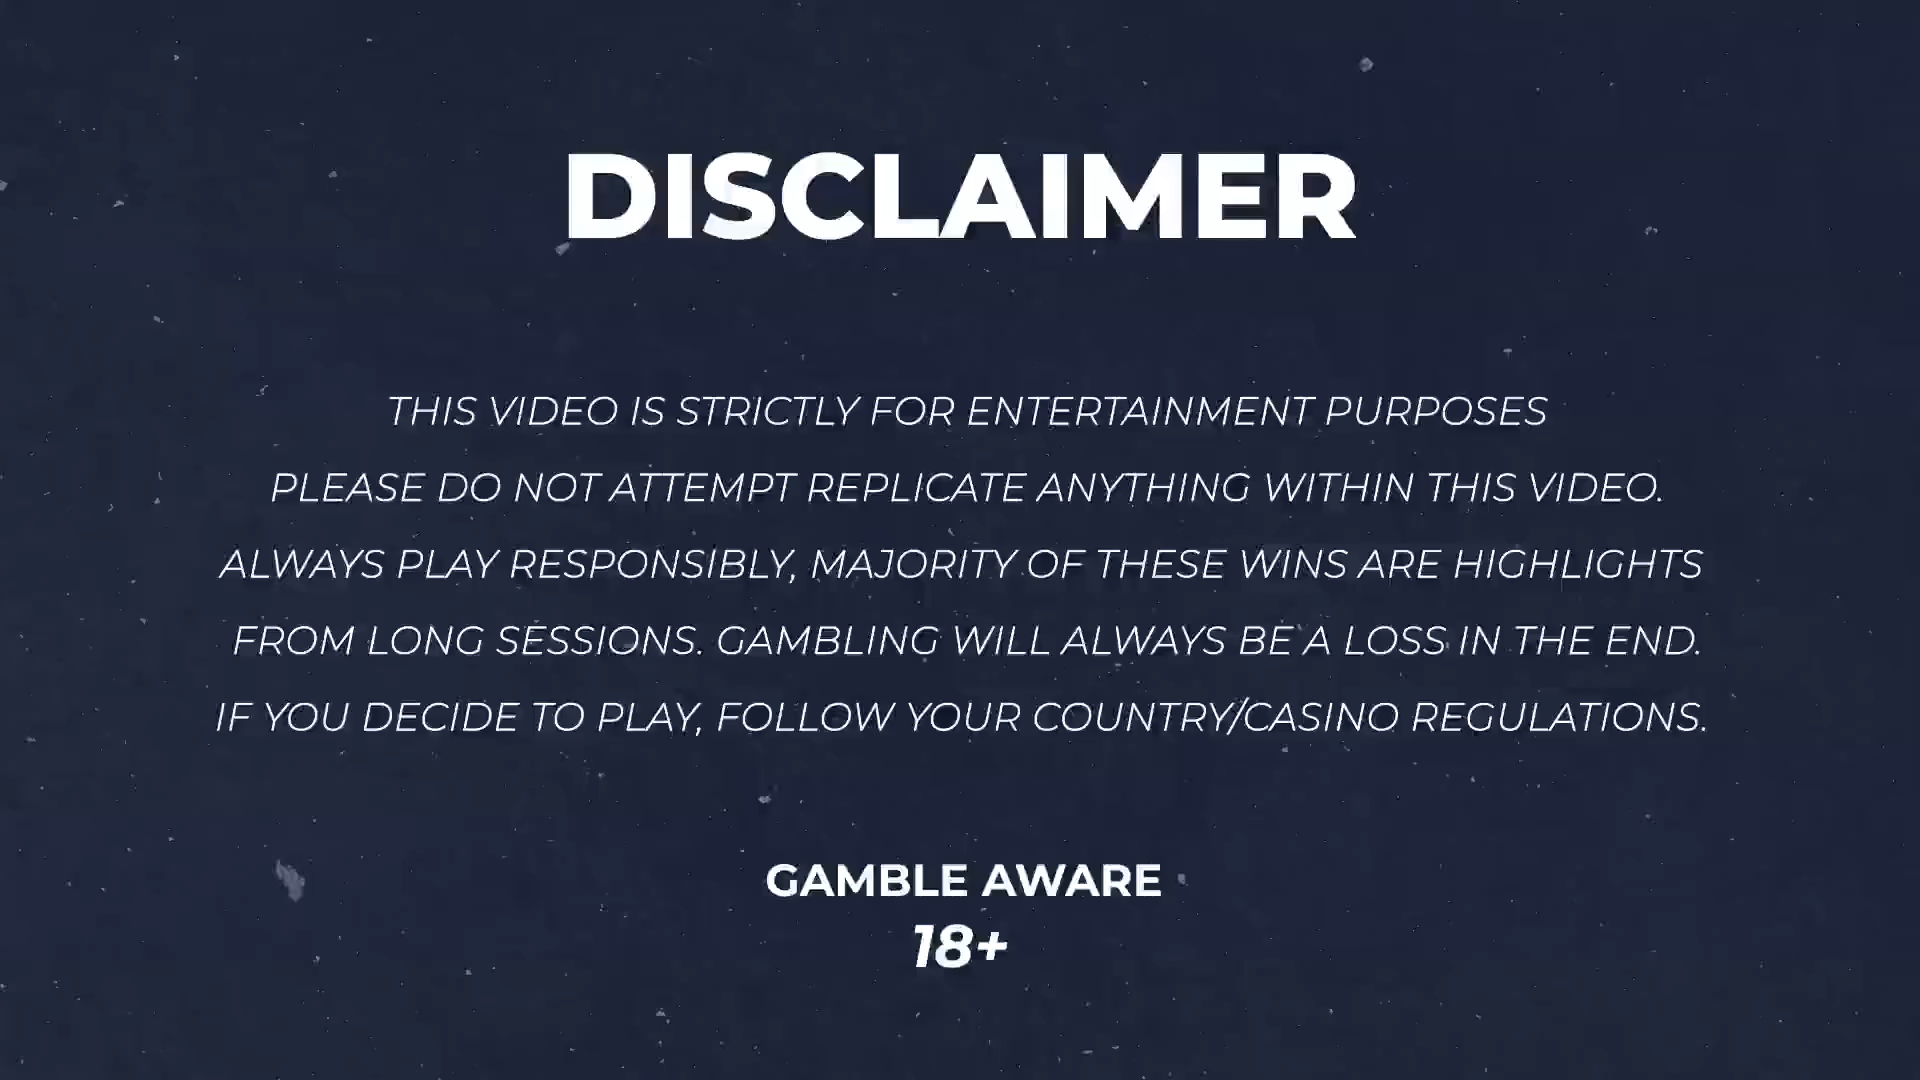 DISCLAIMER
THIS VIDEO IS STRICTLY FOR ENTERTAINMENT PURPOSES
PLEASE DO NOT ATTEMPT REPLICATE ANYTHING WITHIN THIS VIDEO.
ALWAYS PLAY RESPONSIBLY, MAJORITY OF THESE WINS ARE HIGHLIGHTS
FROM LONG SESSIONS. GAMBLING WILL ALWAYS BE A LOSS IN THE END.
IF YOU DECIDE TO PLAY, FOLLOW YOUR COUNTRY/CASINO REGULATIONS.
GAMBLE AWARE
18+